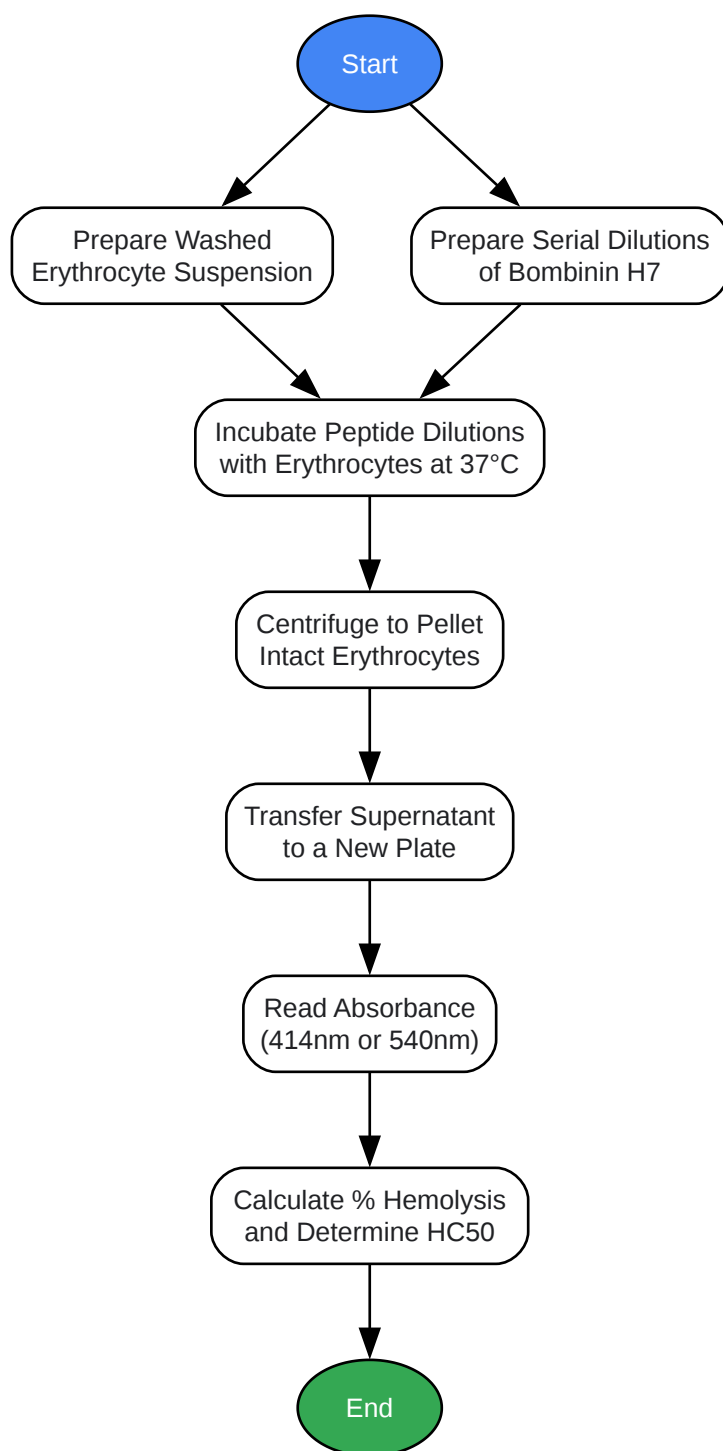 Start
Prepare Washed
Erythrocyte Suspension
Prepare Serial Dilutions
of Bombinin H7
Incubate Peptide Dilutions
with Erythrocytes at 37°C
Centrifuge to Pellet
Intact Erythrocytes
Transfer Supernatant
to a New Plate
Read Absorbance
(414nm or 540nm)
Calculate % Hemolysis
and Determine HC50
End